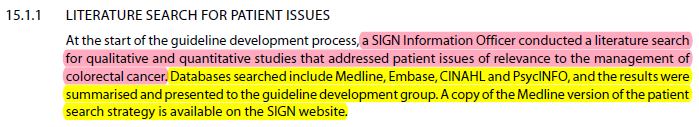 15.1.1 LITERATURE SEARCH FOR PATIENT ISSUES
At the start of the guideline development process, a SIGN Information Officer conducted a literature search
for qualitative and quantitative studies that addressed patient issues of relevance to the management of
colorectal cancer. Databases searched include Medline, Embase, CINAHL and PsycINFO, and the results were
summarised and presented to the guideline development group. A copy of the Medline version of the patient
search strategy is available on the SIGN website.